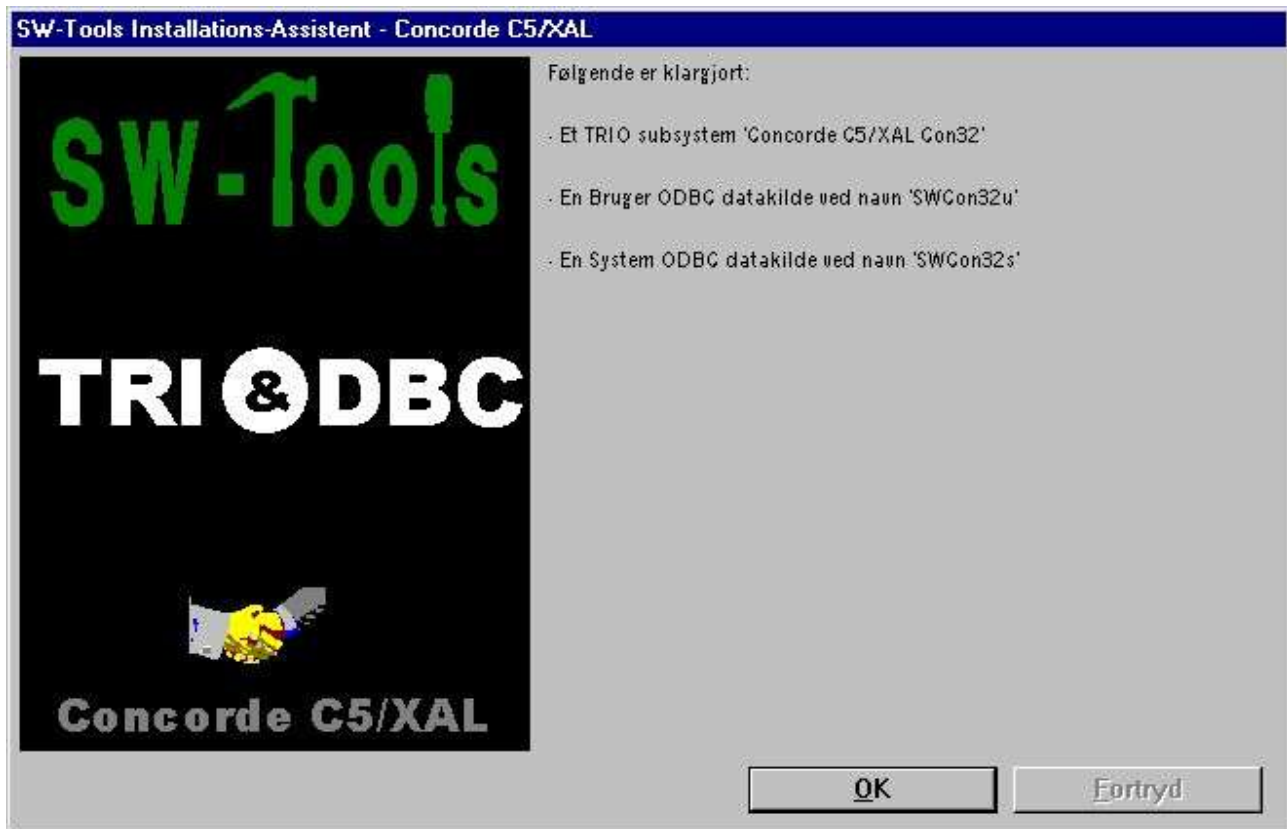 SW-Tools Installations-Assistent - Concorde C5/XAL
SW-Tools
TRI&DBC
Concorde C5/XAL
Følgende er klargjort:
- Et TRIO subsystem 'Concorde C5/XAL Con32'
- En Bruger ODBC datakilde ved navn 'SWCon32u'
- En System ODBC datakilde ved navn 'SWCon32s'
OK
Fortryd